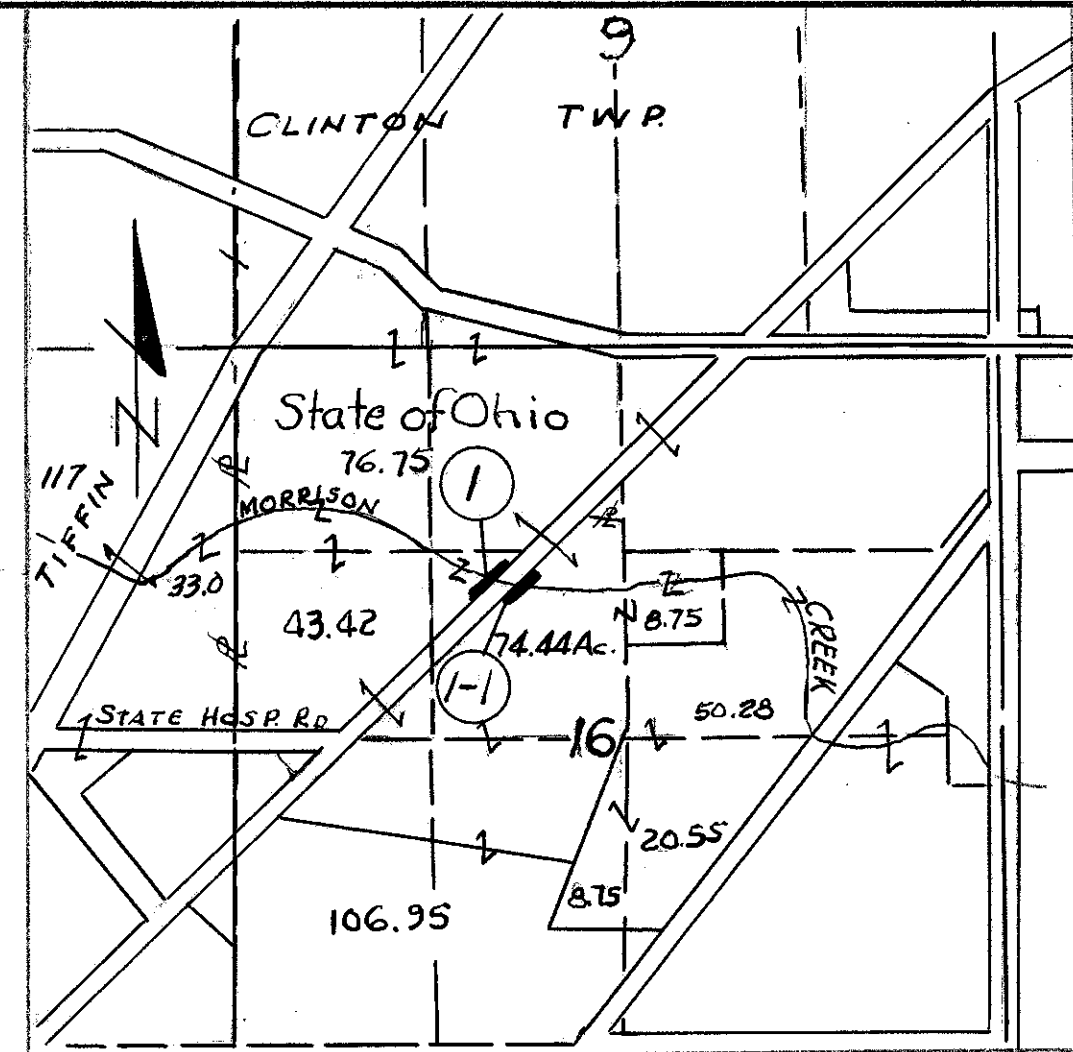 9
CLINTON TWP.
State of Ohio
76.75
1
N
117
TIFFIN
MORRISON
33.0
43.42
74.44Ac.
8.75
CREEK
1-1
STATE HOSP. RD
16
50.28
20.55
8.75
106.95